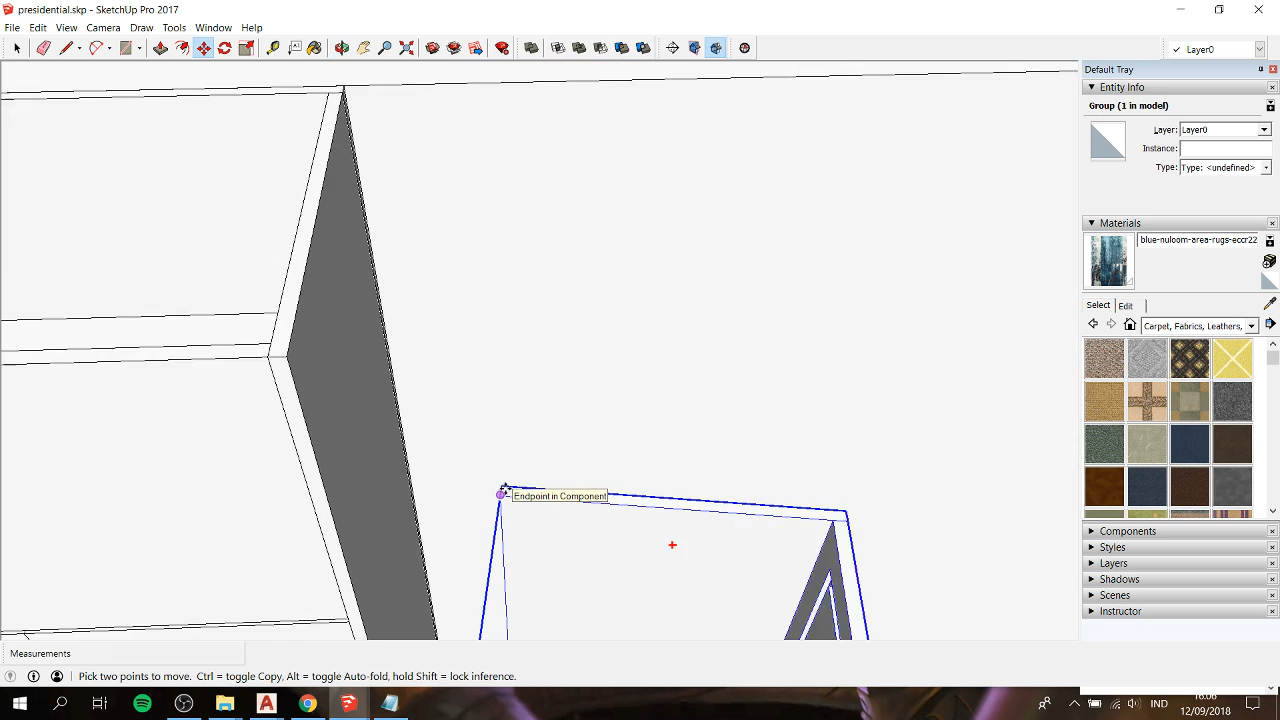 presidential.skp - SketchUp Pro 2017
File Edit View Camera Draw Tools Window Help
Layer0
Default Tray
Entity Info
Group (1 in model)
Layer: Layer0
Instance:
Type: Type: <undefined>
Materials
blue-nuloom-area-rugs-eccr22
Select Edit
Carpet, Fabrics, Leathers,
Endpoint in Component
Components
Styles
Layers
Shadows
Scenes
Instructor
Measurements
Pick two points to move. Ctrl = toggle Copy, Alt = toggle Auto-fold, hold Shift = lock inference.
IND
16.06
12/09/2018